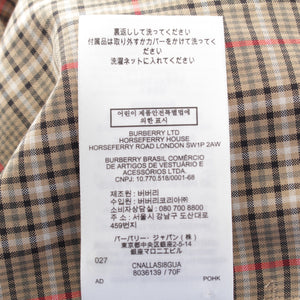 裏返しして洗ってください
付属品は取り外すかカバーをかけて洗ってください
洗濯ネットに入れてください
어린이 제품안전특별법에
의한 표시
BURBERRY LTD
HORSEFERRY HOUSE
HORSEFERRY ROAD LONDON SW1P 2AW
BURBERRY BRASIL COMÉRCIO
DE ARTIGOS DE VESTUÁRIO E
ACESSÓRIOS LTDA.
CNPJ: 10.770.518/0001-68
제조원 : 버버리
수입원 : 버버리코리아(주)
소비자상담실 : 080 700 8800
주소 : 서울시 강남구 도산대로
459번지
バーバリー・ジャパン(株)
東京都中央区銀座2-5-14
銀座マロニエビル
027
CNALLASI8GUA
8036139 / 70F
AD POHK